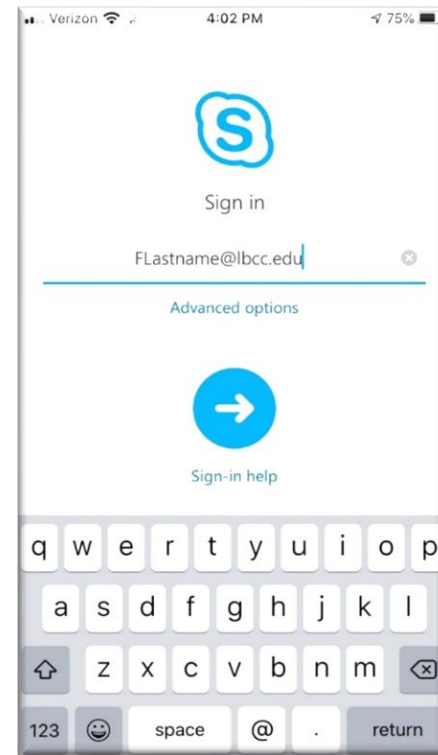 Verizon 4:02 PM 75%
S
Sign in
FLastname@lbcc.edu
Advanced options
Sign-in help
q w e r t y u i o p
a s d f g h j k l
z x c v b n m
123 space @ . return